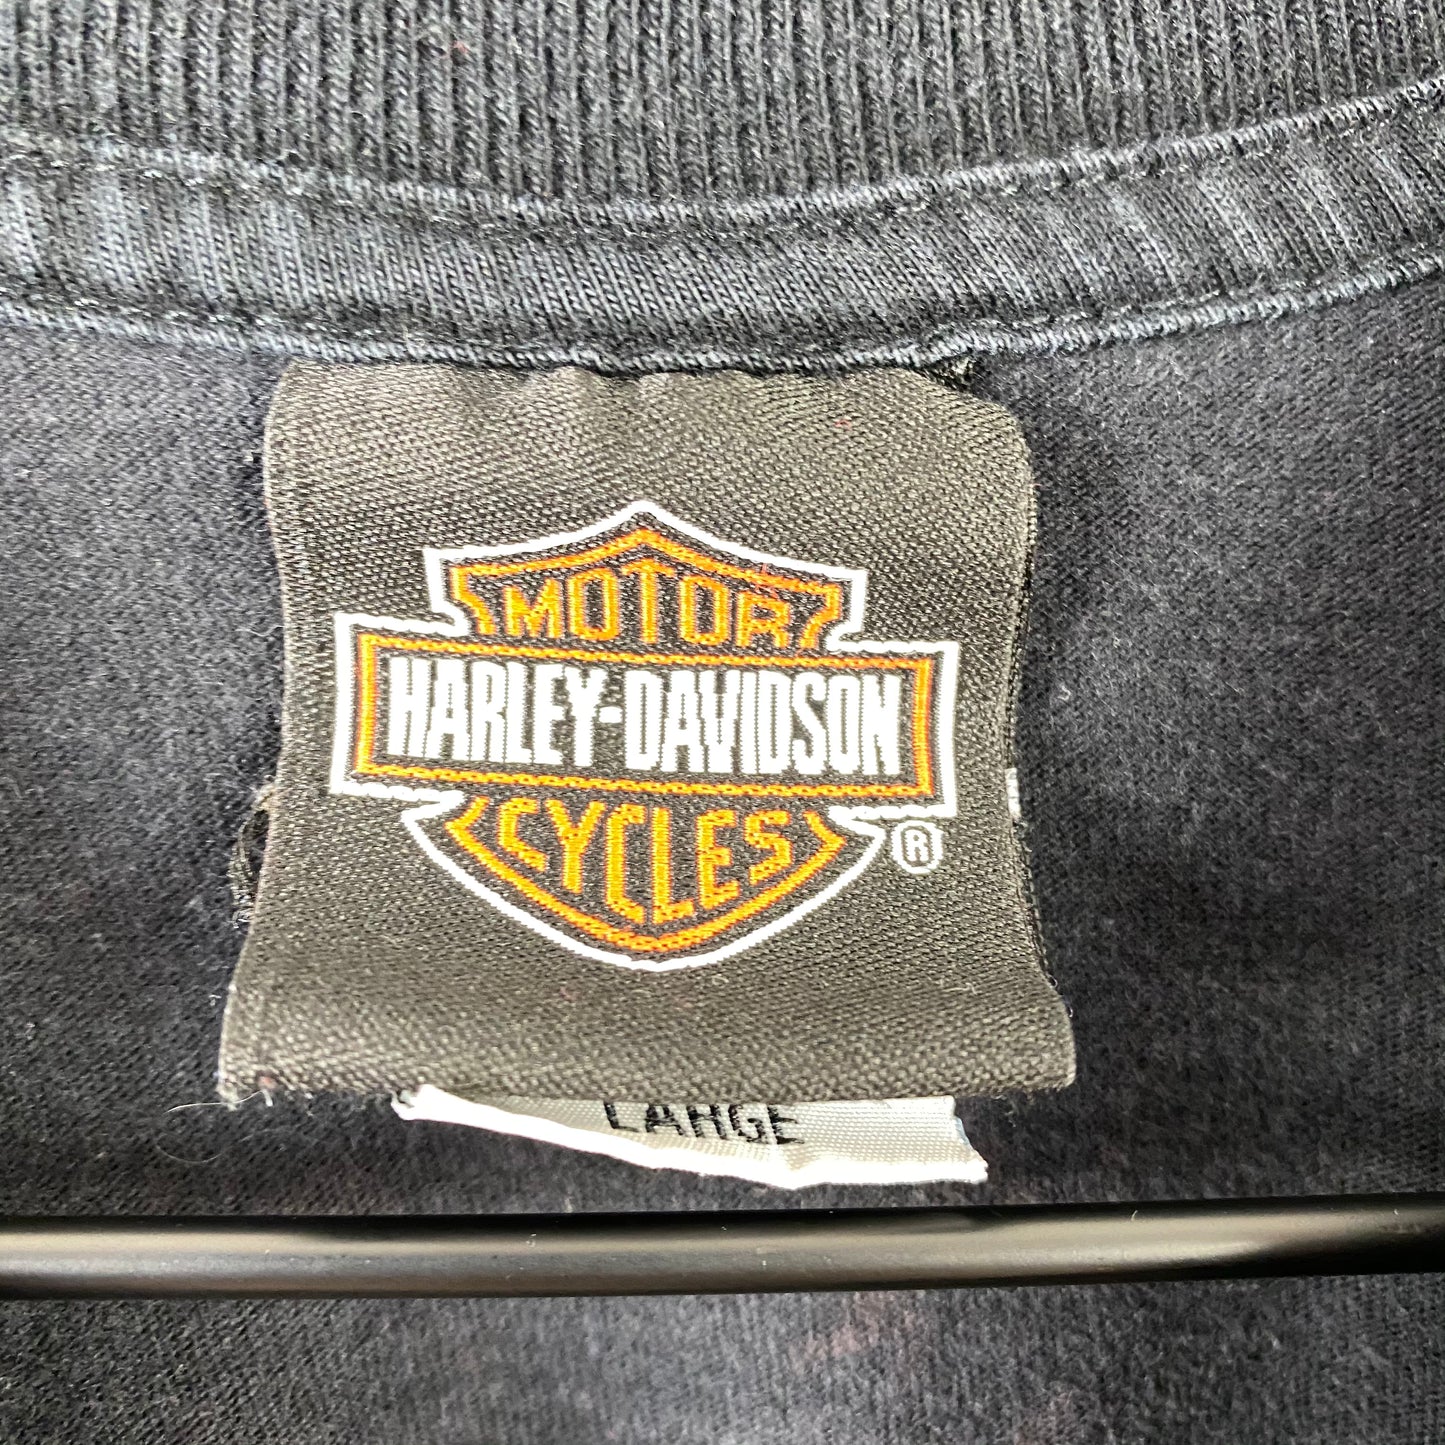 MOTOR
HARLEY-DAVIDSON
CYCLES
®
LARGE